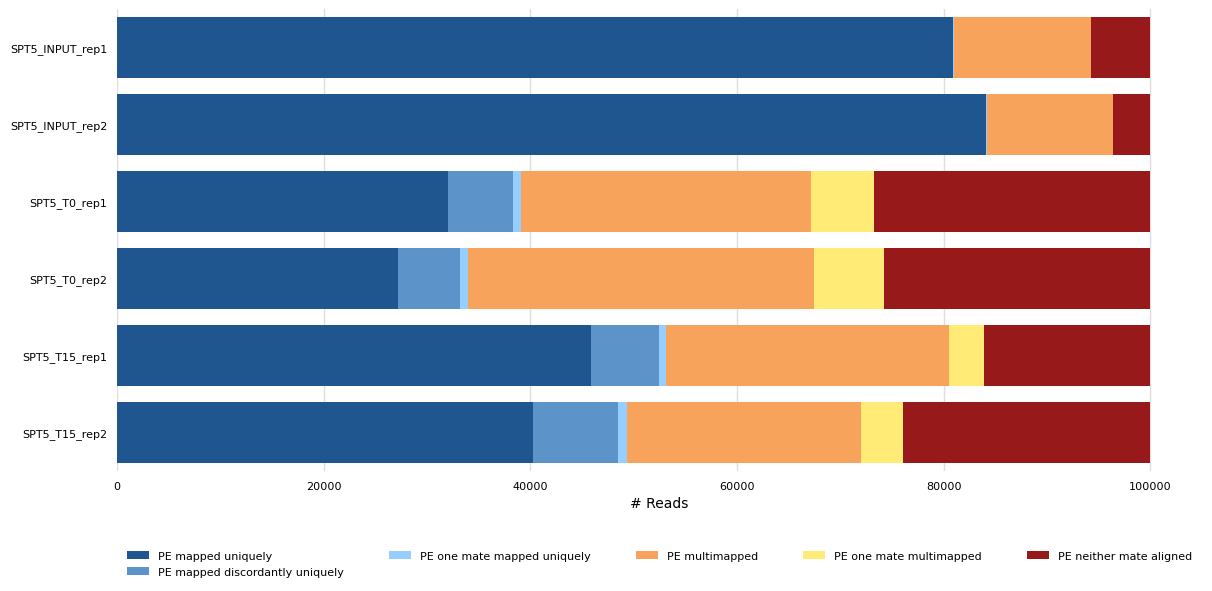 SPT5_INPUT_rep1
SPT5_INPUT_rep2
SPT5_T0_rep1
SPT5_T0_rep2
SPT5_T15_rep1
SPT5_T15_rep2
0 20000 40000 60000 80000 100000
# Reads
PE mapped uniquely PE one mate mapped uniquely PE multimapped PE one mate multimapped PE neither mate aligned
PE mapped discordantly uniquely